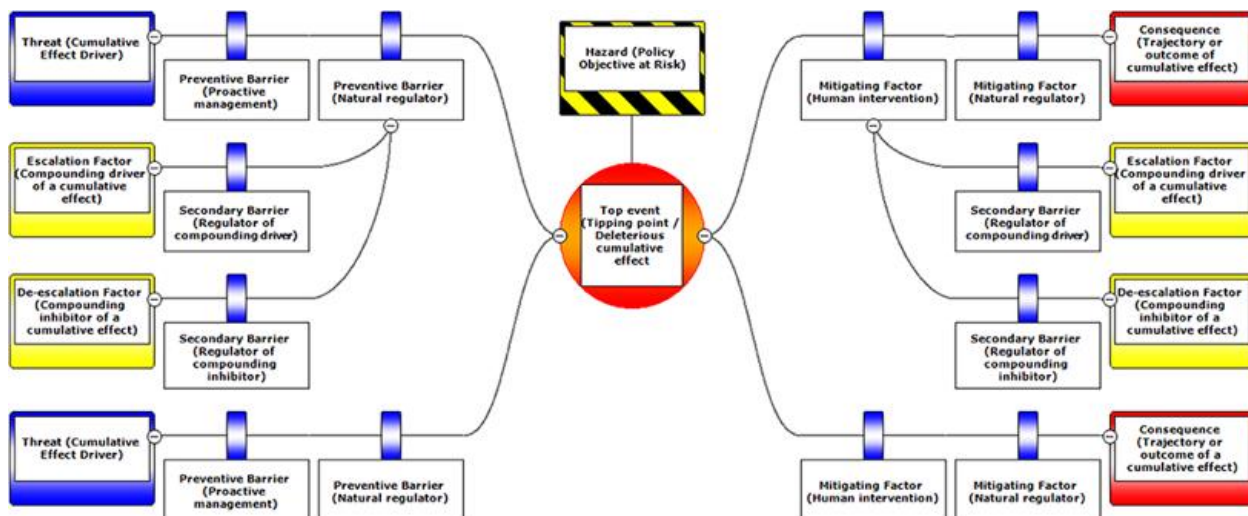 Threat (Cumulative
Effect Driver)
Preventive Barrier
(Proactive
management)
Preventive Barrier
(Natural regulator)
Hazard (Policy
Objective at Risk)
Mitigating Factor
(Human intervention)
Mitigating Factor
(Natural regulator)
Consequence
(Trajectory or
outcome of
cumulative effect)
Escalation Factor
(Compounding driver
of a cumulative
effect)
Secondary Barrier
(Regulator of
compounding driver)
Top event
(Tipping point /
Deleterious
cumulative
effect
Secondary Barrier
(Regulator of
compounding driver)
Escalation Factor
(Compounding driver
of a cumulative
effect)
De-escalation Factor
(Compounding
inhibitor of a
cumulative effect)
Secondary Barrier
(Regulator of
compounding
inhibitor)
Secondary Barrier
(Regulator of
compounding
inhibitor)
De-escalation Factor
(Compounding
inhibitor of a
cumulative effect)
Threat (Cumulative
Effect Driver)
Preventive Barrier
(Proactive
management)
Preventive Barrier
(Natural regulator)
Mitigating Factor
(Human intervention)
Mitigating Factor
(Natural regulator)
Consequence
(Trajectory or
outcome of a
cumulative effect)